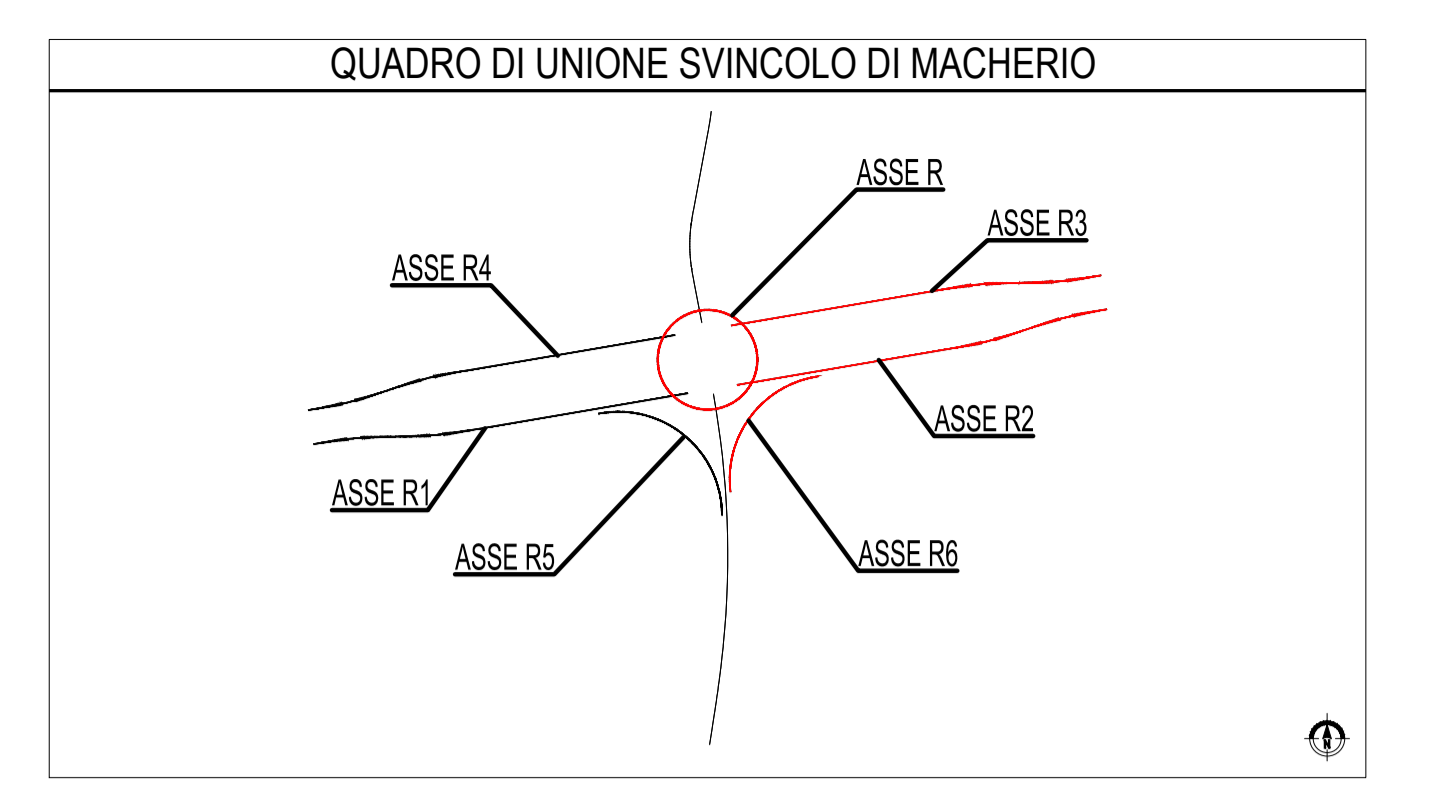 QUADRO DI UNIONE SVINCOLO DI MACHERIO
ASSE R
ASSE R3
ASSE R4
ASSE R2
ASSE R1
ASSE R5
ASSE R6
N